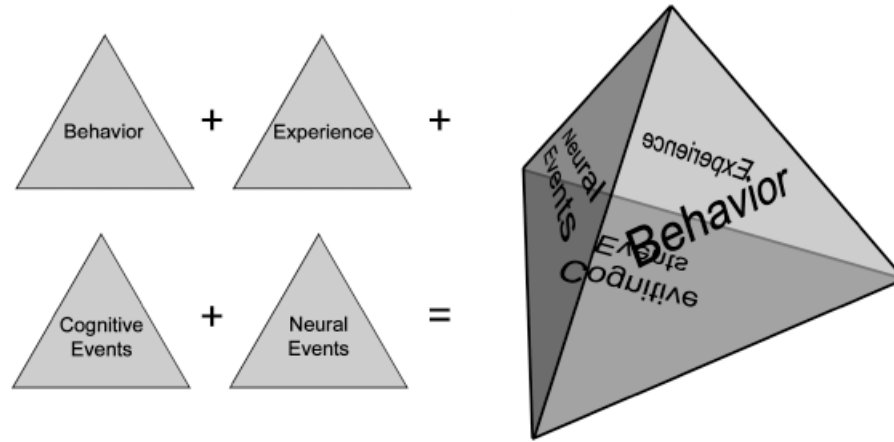 Behavior + Experience +
Cognitive
Events
+
Neural
Events
=
Neural
Events
Experience
Behavior
Cognitive
Events